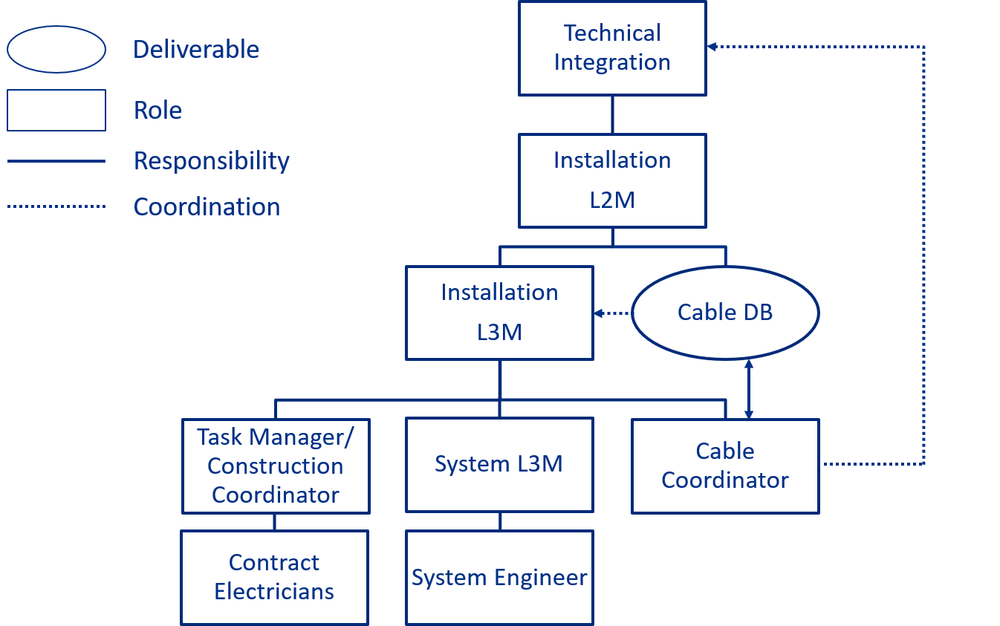 Deliverable
Role
Responsibility
Coordination
Technical
Integration
Installation
L2M
Installation
L3M
Cable DB
Task Manager/
Construction
Coordinator
System L3M
Cable
Coordinator
Contract
Electricians
System Engineer